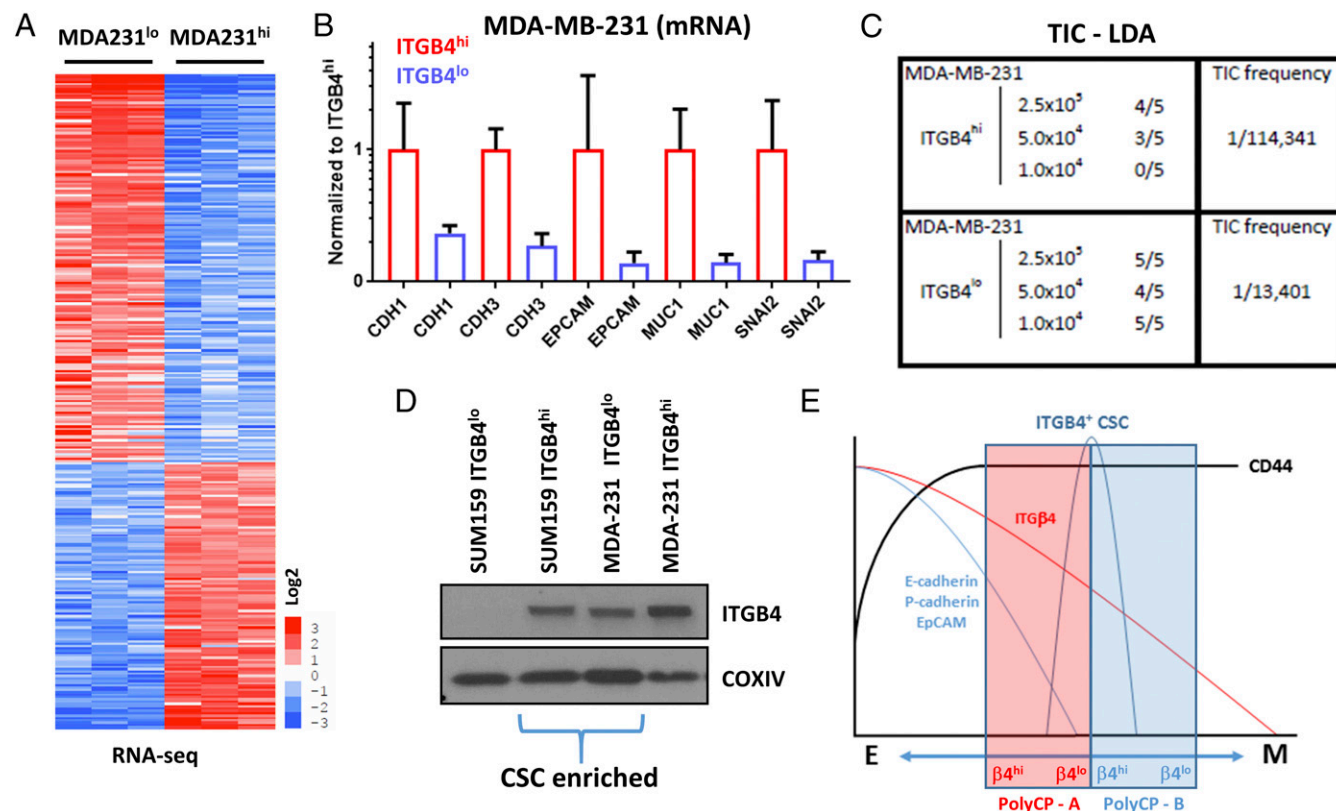 A
MDA231ˡᵒ MDA231ʰⁱ
Log2
3
2
1
0
−1
−2
−3
RNA-seq
B
MDA-MB-231 (mRNA)
ITGB4ʰⁱ
ITGB4ˡᵒ
Normalized to ITGB4ʰⁱ
1
0
CDH1 CDH1 CDH3 CDH3 EPCAM EPCAM MUC1 MUC1 SNAI2 SNAI2
C
TIC - LDA
MDA-MB-231 TIC frequency
2.5x10⁵ 4/5
ITGB4ʰⁱ 5.0x10⁴ 3/5 1/114,341
1.0x10⁴ 0/5
MDA-MB-231 TIC frequency
2.5x10⁵ 5/5
ITGB4ˡᵒ 5.0x10⁴ 4/5 1/13,401
1.0x10⁴ 5/5
D
SUM159 ITGB4ˡᵒ
SUM159 ITGB4ʰⁱ
MDA-231 ITGB4ˡᵒ
MDA-231 ITGB4ʰⁱ
ITGB4
COXIV
CSC enriched
E
ITGB4⁺ CSC
CD44
ITGβ4
E-cadherin
P-cadherin
EpCAM
E M
β4ʰⁱ β4ˡᵒ β4ʰⁱ β4ˡᵒ
PolyCP - A PolyCP - B